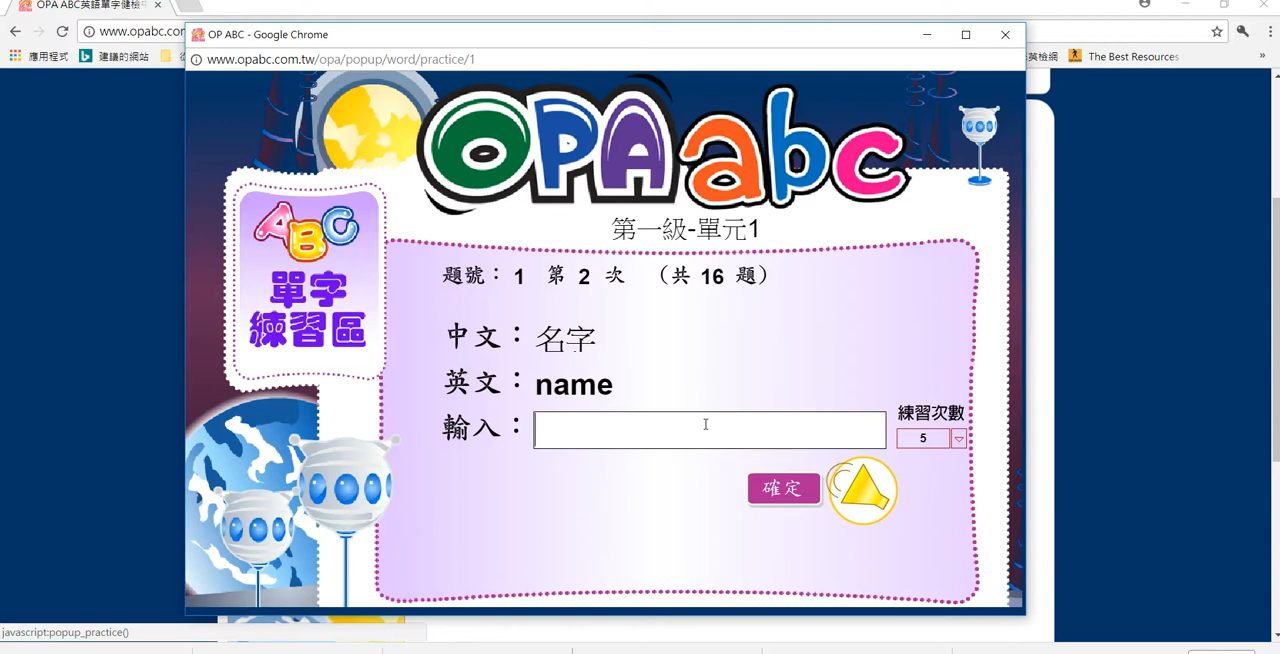 OPA ABC英語單字健檢
www.opabc.com
應用程式
建議的網站
英檢網
The Best Resources
OP ABC - Google Chrome
www.opabc.com.tw/opa/popup/word/practice/1
OPA abc
第一級-單元1
ABC
單字
練習區
題號： 1 第 2 次 （共 16 題）
中文：名字
英文：name
輸入：
練習次數
5
確定
javascript:popup_practice()